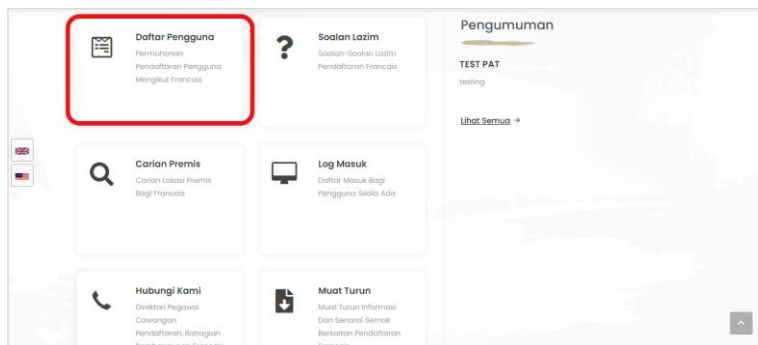 Daftar Pengguna
Permohonan
Pendaftaran Pengguna
Mengikut Francais
?
Soalan Lazim
Soalan-Soalan Lazim
Pendaftaran Francais
Pengumuman
TEST PAT
testing
Lihat Semua →
Carian Premis
Carian Lokasi Premis
Bagi Francais
Log Masuk
Daftar Masuk Bagi
Pengguna Sedia Ada
Hubungi Kami
Direktori Pegawai
Cawangan
Pendaftaran, Bahagian
Muat Turun
Muat Turun Informasi
Dan Senarai Semak
Berkaitan Pendaftaran